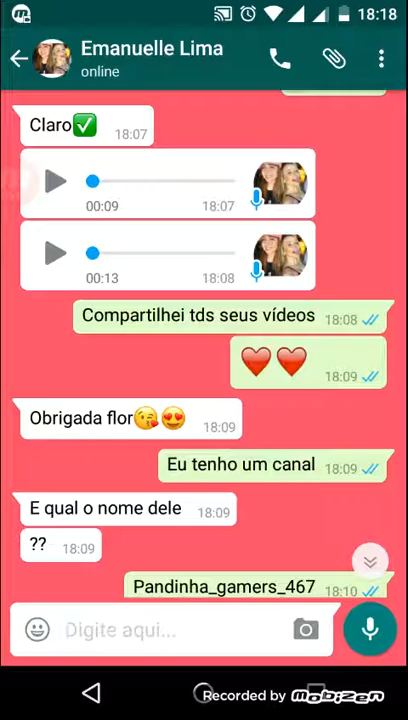 18:18
Emanuelle Lima
online
Claro✅
18:07
00:09
18:07
00:13
18:08
Compartilhei tds seus vídeos
18:08
❤️❤️
18:09
Obrigada flor😘😍
18:09
Eu tenho um canal
18:09
E qual o nome dele
18:09
??
18:09
Pandinha_gamers_467
18:10
Digite aqui...
Recorded by MOBIZEN